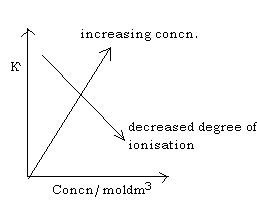 increasing concn.
K
decreased degree of
ionisation
Concn/moldm3